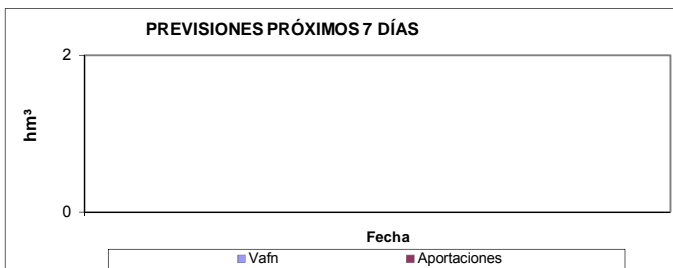 PREVISIONES PRÓXIMOS 7 DÍAS
2
hm³
0
Fecha
Vafn Aportaciones